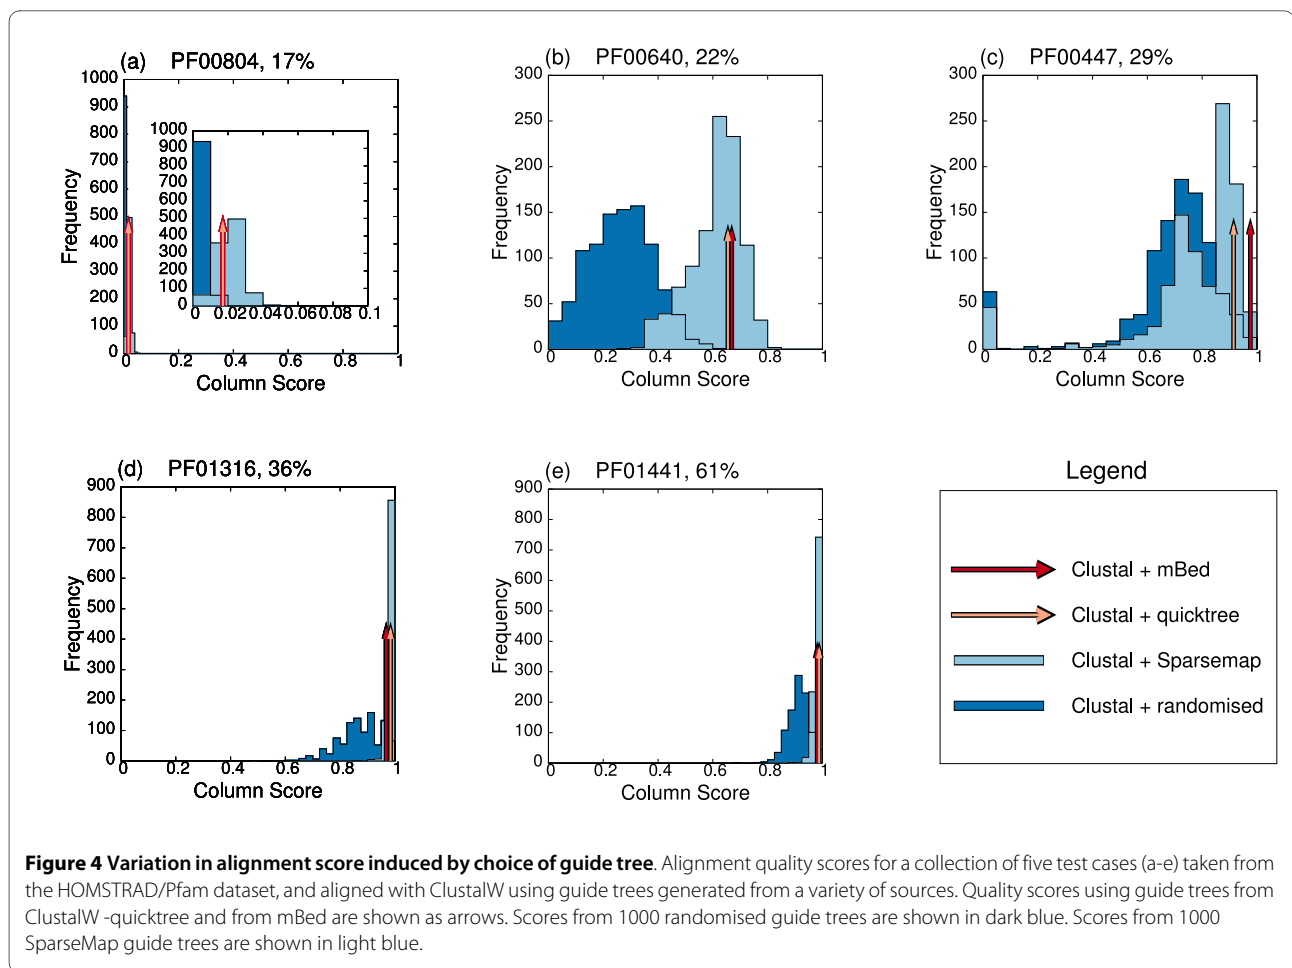 (a) PF00804, 17%
1000
900
800
700
600
500
400
300
200
100
0
Frequency
1000
900
800
700
600
500
400
300
200
100
0
0 0.02 0.04 0.06 0.08 0.1
0 0.2 0.4 0.6 0.8 1
Column Score
(b) PF00640, 22%
300
250
200
150
100
50
0
Frequency
0 0.2 0.4 0.6 0.8 1
Column Score
(c) PF00447, 29%
300
250
200
150
100
50
0
Frequency
0 0.2 0.4 0.6 0.8 1
Column Score
(d) PF01316, 36%
900
800
700
600
500
400
300
200
100
0
Frequency
0 0.2 0.4 0.6 0.8 1
Column Score
(e) PF01441, 61%
900
800
700
600
500
400
300
200
100
0
Frequency
0 0.2 0.4 0.6 0.8 1
Column Score
Legend
Clustal + mBed
Clustal + quicktree
Clustal + Sparsemap
Clustal + randomised
Figure 4 Variation in alignment score induced by choice of guide tree. Alignment quality scores for a collection of five test cases (a-e) taken from
the HOMSTRAD/Pfam dataset, and aligned with ClustalW using guide trees generated from a variety of sources. Quality scores using guide trees from
ClustalW -quicktree and from mBed are shown as arrows. Scores from 1000 randomised guide trees are shown in dark blue. Scores from 1000
SparseMap guide trees are shown in light blue.